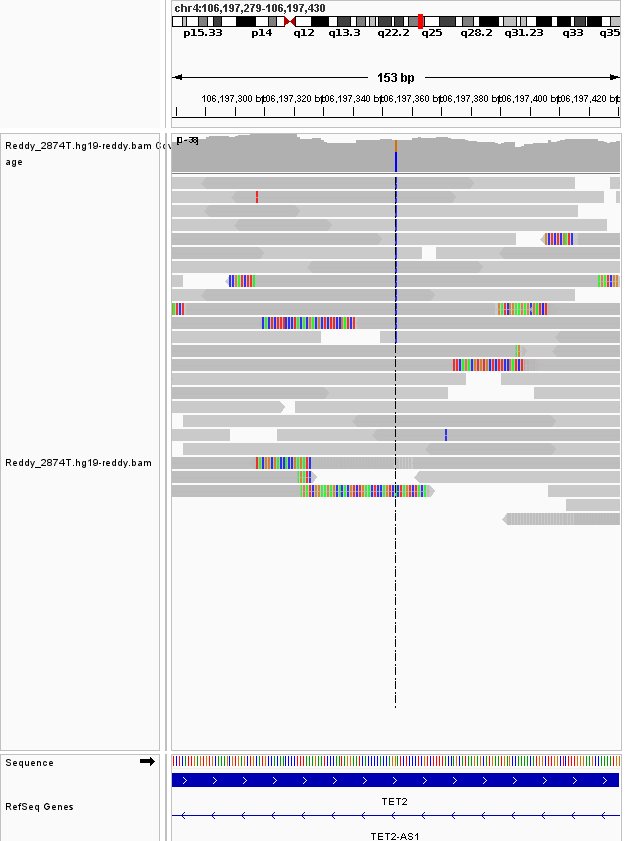 chr4:106,197,279-106,197,430
p15.33 p14 q12 q13.3 q22.2 q25 q28.2 q31.23 q33 q35
153 bp
106,197,300 bp 106,197,320 bp 106,197,340 bp 106,197,360 bp 106,197,380 bp 106,197,400 bp 106,197,420 bp
Reddy_2874T.hg19-reddy.bam Cov
age
Reddy_2874T.hg19-reddy.bam
Sequence
RefSeq Genes
TET2
TET2-AS1